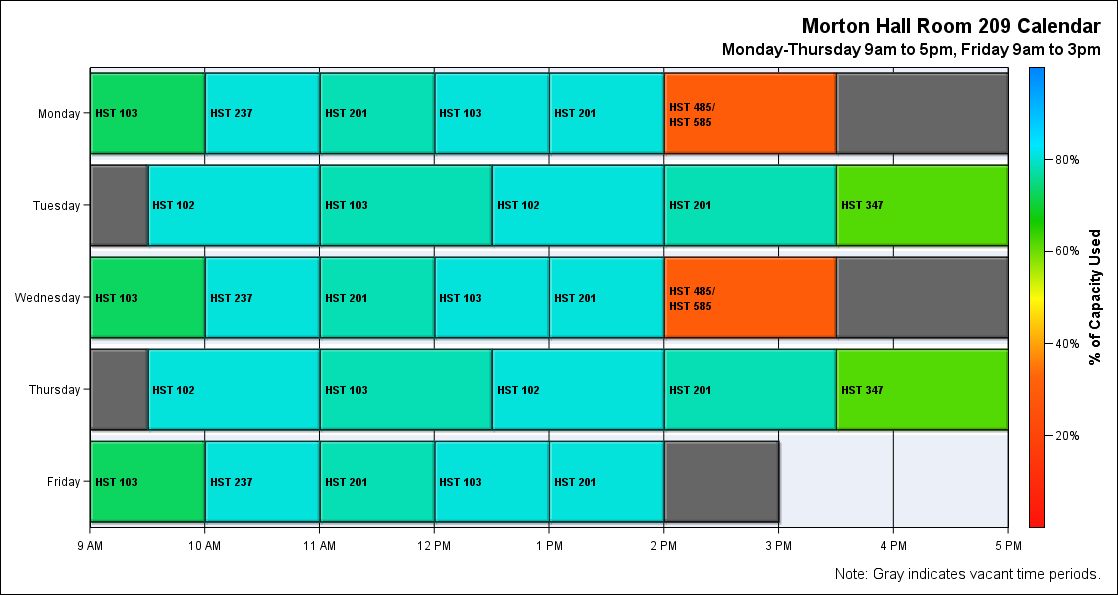 Morton Hall Room 209 Calendar
Monday-Thursday 9am to 5pm, Friday 9am to 3pm
Monday
HST 103
HST 237
HST 201
HST 103
HST 201
HST 485/
HST 585
Tuesday
HST 102
HST 103
HST 102
HST 201
HST 347
Wednesday
HST 103
HST 237
HST 201
HST 103
HST 201
HST 485/
HST 585
Thursday
HST 102
HST 103
HST 102
HST 201
HST 347
Friday
HST 103
HST 237
HST 201
HST 103
HST 201
9 AM
10 AM
11 AM
12 PM
1 PM
2 PM
3 PM
4 PM
5 PM
80%
60%
40%
20%
% of Capacity Used
Note: Gray indicates vacant time periods.